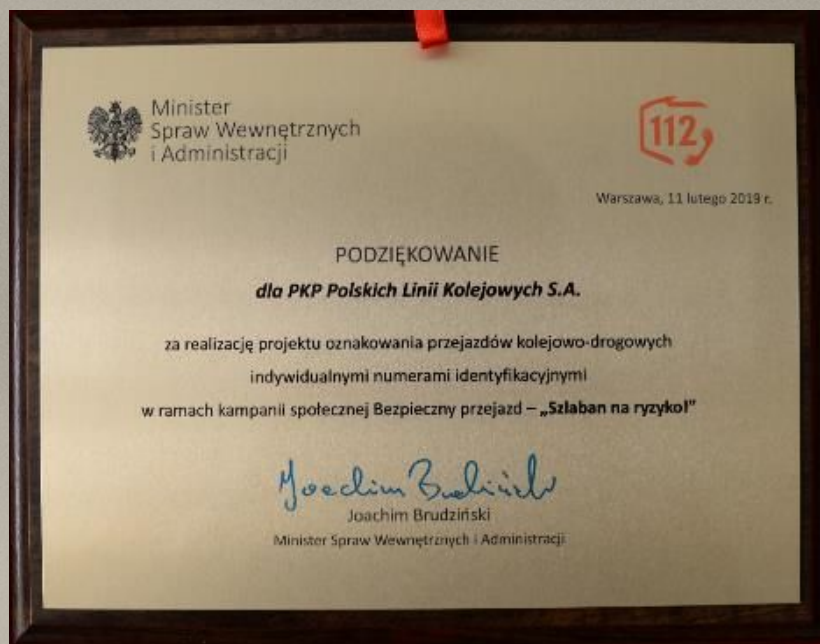 Minister
Spraw Wewnętrznych
i Administracji
112
Warszawa, 11 lutego 2019 r.
PODZIĘKOWANIE
dla PKP Polskich Linii Kolejowych S.A.
za realizację projektu oznakowania przejazdów kolejowo-drogowych
indywidualnymi numerami identyfikacyjnymi
w ramach kampanii społecznej Bezpieczny przejazd – „Szlaban na ryzyko!”
Joachim Brudziński
Joachim Brudziński
Minister Spraw Wewnętrznych i Administracji